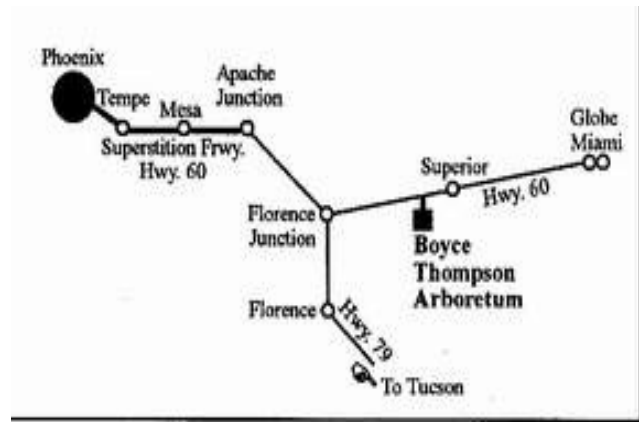 Phoenix
Tempe
Mesa
Apache
Junction
Superstition Frwy.
Hwy. 60
Globe
Miami
Superior
Hwy. 60
Florence
Junction
Boyce
Thompson
Arboretum
Florence
Hwy. 79
To Tucson